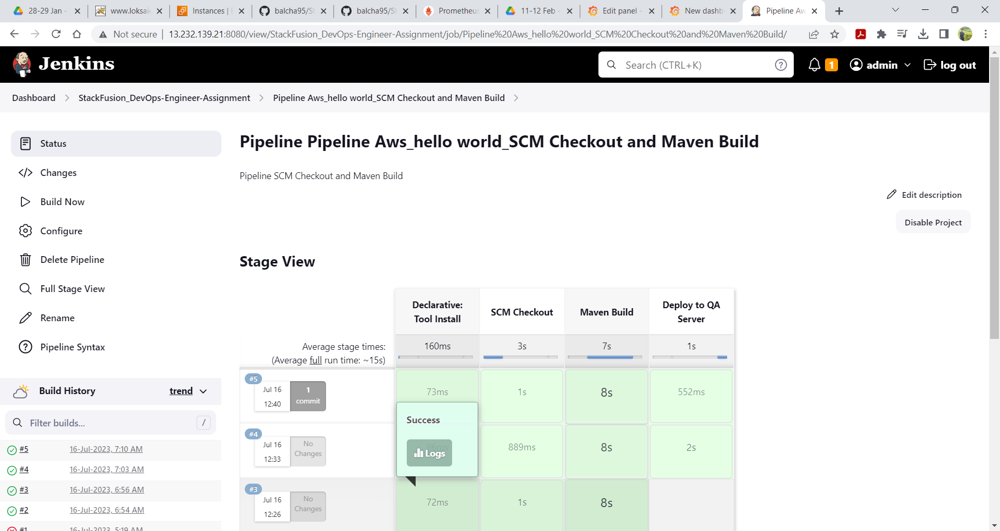 28-29 Jan -
www.loksai
Instances | E
balcha95/St
balcha95/St
Prometheus
11-12 Feb -
Edit panel -
New dashb
Pipeline Aw
Not secure
13.232.139.21:8080/view/StackFusion_DevOps-Engineer-Assignment/job/Pipeline%20Aws_hello%20world_SCM%20Checkout%20and%20Maven%20Build/
Jenkins
Search (CTRL+K)
?
1
admin
log out
Dashboard
StackFusion_DevOps-Engineer-Assignment
Pipeline Aws_hello world_SCM Checkout and Maven Build
Status
Changes
Build Now
Configure
Delete Pipeline
Full Stage View
Rename
Pipeline Syntax
Pipeline Pipeline Aws_hello world_SCM Checkout and Maven Build
Pipeline SCM Checkout and Maven Build
Edit description
Disable Project
Stage View
Declarative:
Tool Install
SCM Checkout
Maven Build
Deploy to QA
Server
Average stage times:
(Average full run time: ~15s)
160ms
3s
7s
1s
#5
Jul 16
12:40
1
commit
73ms
1s
8s
552ms
Success
96ms
Logs
#4
Jul 16
12:33
No
Changes
889ms
8s
2s
#3
Jul 16
12:26
No
Changes
72ms
1s
8s
Build History
trend
Filter builds...
/
#5
16-Jul-2023, 7:10 AM
#4
16-Jul-2023, 7:03 AM
#3
16-Jul-2023, 6:56 AM
#2
16-Jul-2023, 6:54 AM
#1
16-Jul-2023, 5:19 AM